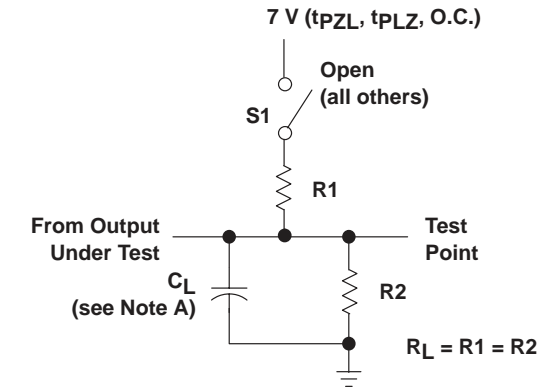 7 V (tPZL, tPLZ, O.C.)
Open
(all others)
S1
R1
From Output
Under Test
Test
Point
CL
(see Note A)
R2
RL = R1 = R2